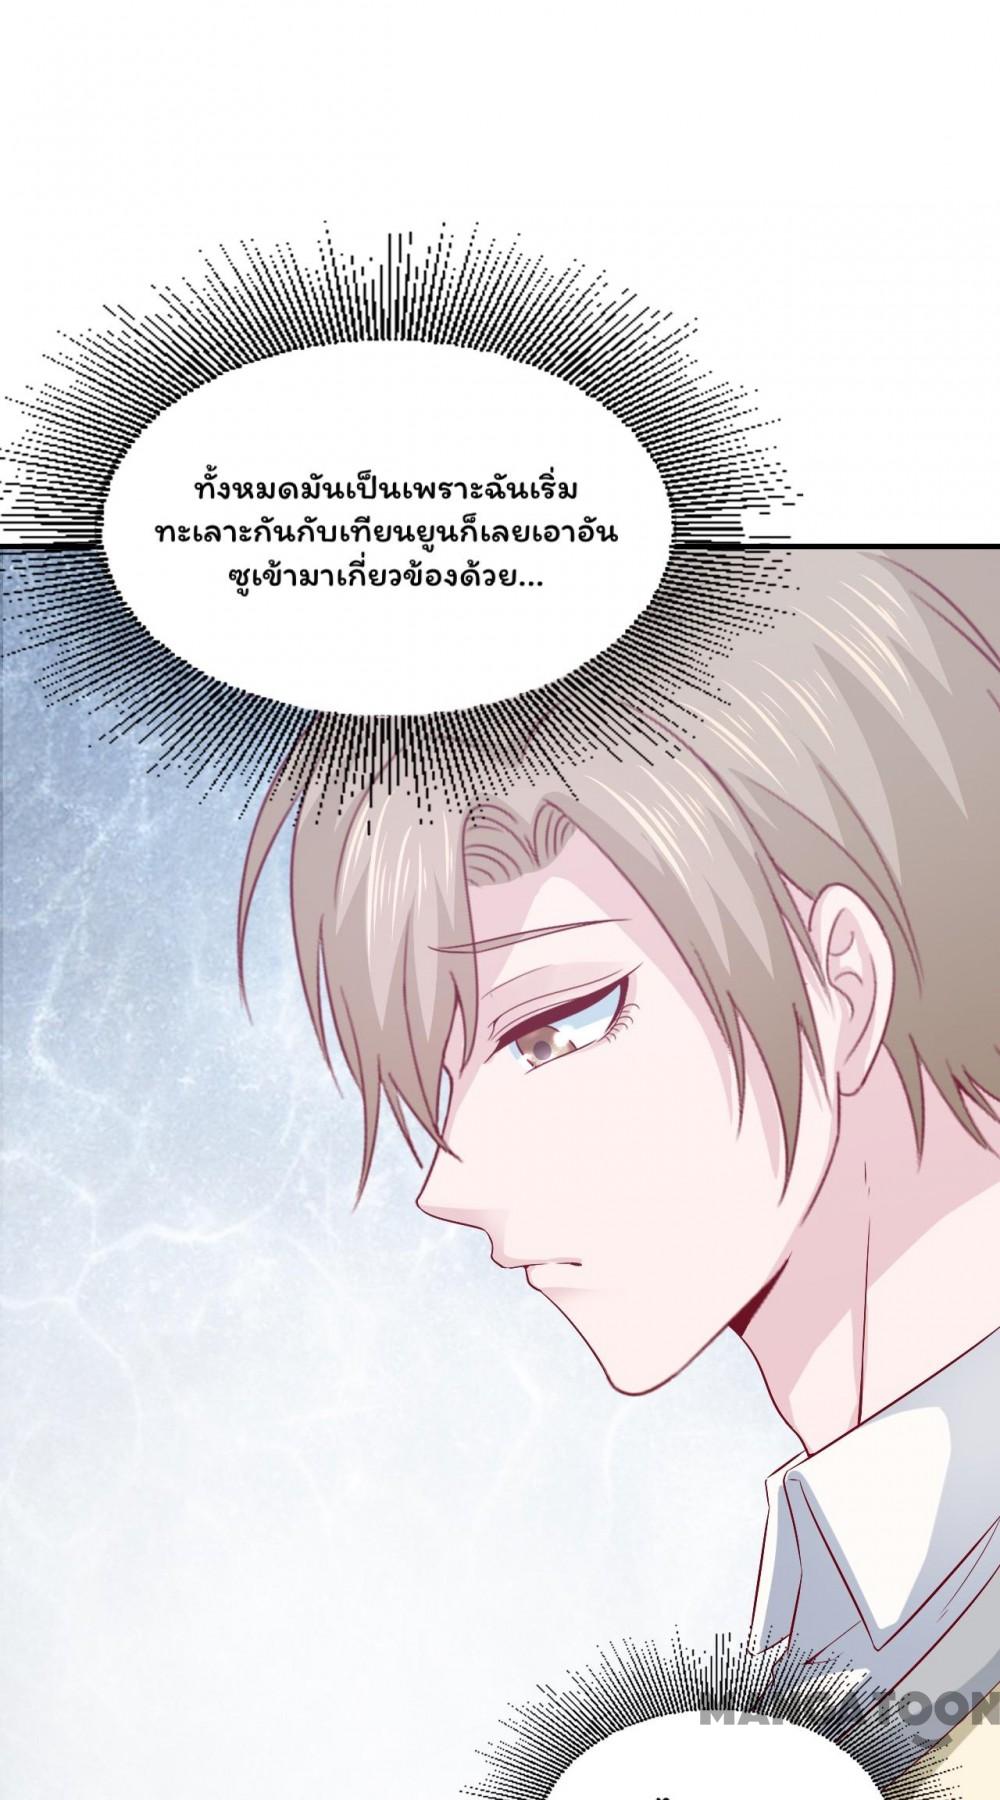 ทั้งหมดมันเป็นเพราะฉันเริ่ม
ทะเลาะกันกับเทียนยูนก็เลยเอาอัน
ซูเข้ามาเกี่ยวข้องด้วย...
MANGATOON